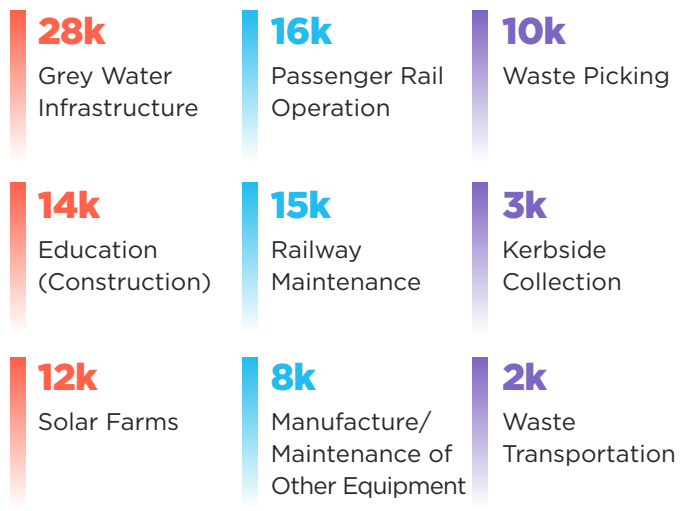 28k
Grey Water
Infrastructure
16k
Passenger Rail
Operation
10k
Waste Picking
14k
Education
(Construction)
15k
Railway
Maintenance
3k
Kerbside
Collection
12k
Solar Farms
8k
Manufacture/
Maintenance of
Other Equipment
2k
Waste
Transportation